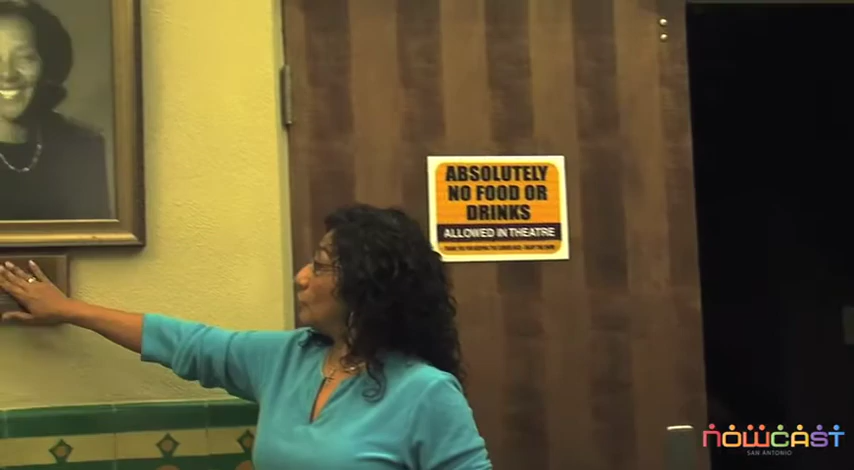 ABSOLUTELY
NO FOOD OR
DRINKS
ALLOWED IN THEATRE
nowcast
SAN ANTONIO